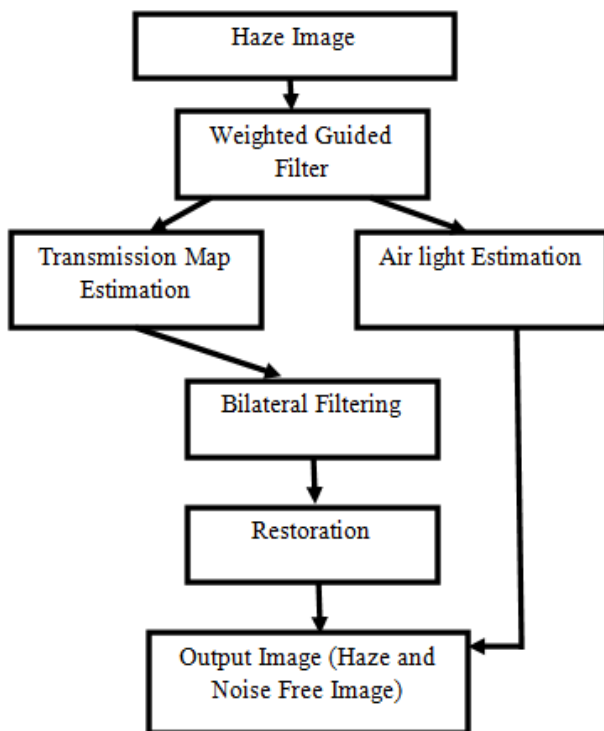 Haze Image
Weighted Guided
Filter
Transmission Map
Estimation
Air light Estimation
Bilateral Filtering
Restoration
Output Image (Haze and
Noise Free Image)